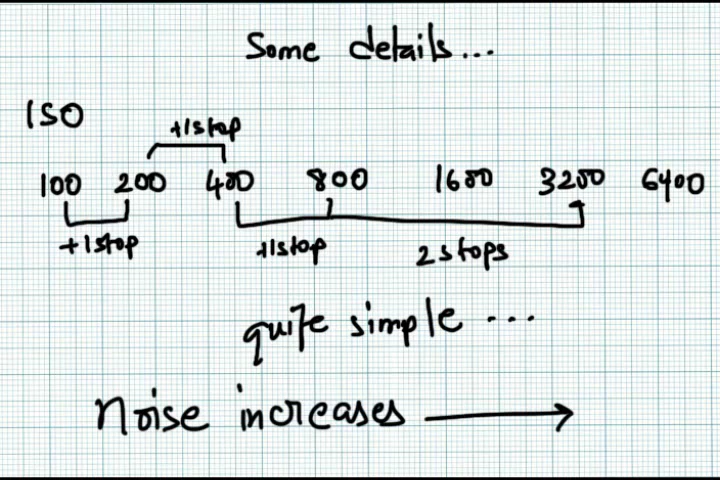 Some details...
ISO
+1stop
100 200 400 800 1600 3200 6400
+1stop +1stop 2stops
quite simple ...
Noise increases